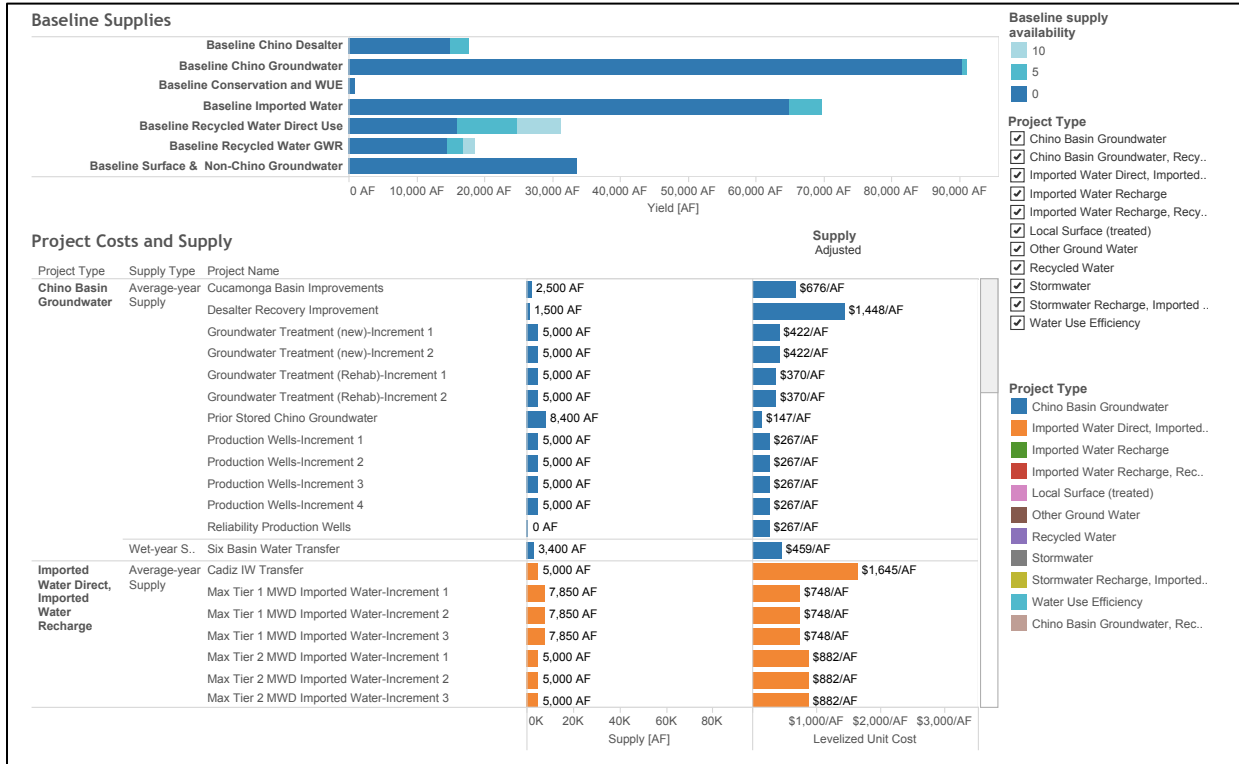 Baseline Supplies
Baseline Chino Desalter
Baseline Chino Groundwater
Baseline Conservation and WUE
Baseline Imported Water
Baseline Recycled Water Direct Use
Baseline Recycled Water GWR
Baseline Surface & Non-Chino Groundwater
0 AF 10,000 AF 20,000 AF 30,000 AF 40,000 AF 50,000 AF 60,000 AF 70,000 AF 80,000 AF 90,000 AF
Yield [AF]
Baseline supply
availability
10
5
0
Project Type
Chino Basin Groundwater
Chino Basin Groundwater, Recy..
Imported Water Direct, Imported..
Imported Water Recharge
Imported Water Recharge, Recy..
Local Surface (treated)
Other Ground Water
Recycled Water
Stormwater
Stormwater Recharge, Imported ..
Water Use Efficiency
Project Type
Chino Basin Groundwater
Imported Water Direct, Imported..
Imported Water Recharge
Imported Water Recharge, Rec..
Local Surface (treated)
Other Ground Water
Recycled Water
Stormwater
Stormwater Recharge, Imported..
Water Use Efficiency
Chino Basin Groundwater, Rec..
Project Costs and Supply
Supply
Adjusted
Project Type Supply Type Project Name
Chino Basin Average-year Cucamonga Basin Improvements 2,500 AF $676/AF
Groundwater Supply
Desalter Recovery Improvement 1,500 AF $1,448/AF
Groundwater Treatment (new)-Increment 1 5,000 AF $422/AF
Groundwater Treatment (new)-Increment 2 5,000 AF $422/AF
Groundwater Treatment (Rehab)-Increment 1 5,000 AF $370/AF
Groundwater Treatment (Rehab)-Increment 2 5,000 AF $370/AF
Prior Stored Chino Groundwater 8,400 AF $147/AF
Production Wells-Increment 1 5,000 AF $267/AF
Production Wells-Increment 2 5,000 AF $267/AF
Production Wells-Increment 3 5,000 AF $267/AF
Production Wells-Increment 4 5,000 AF $267/AF
Reliability Production Wells 0 AF $267/AF
Wet-year S.. Six Basin Water Transfer 3,400 AF $459/AF
Imported Average-year Cadiz IW Transfer 5,000 AF $1,645/AF
Water Direct, Supply
Imported
Water
Recharge
Max Tier 1 MWD Imported Water-Increment 1 7,850 AF $748/AF
Max Tier 1 MWD Imported Water-Increment 2 7,850 AF $748/AF
Max Tier 1 MWD Imported Water-Increment 3 7,850 AF $748/AF
Max Tier 2 MWD Imported Water-Increment 1 5,000 AF $882/AF
Max Tier 2 MWD Imported Water-Increment 2 5,000 AF $882/AF
Max Tier 2 MWD Imported Water-Increment 3 5,000 AF $882/AF
0K 20K 40K 60K 80K $1,000/AF $2,000/AF $3,000/AF
Supply [AF] Levelized Unit Cost